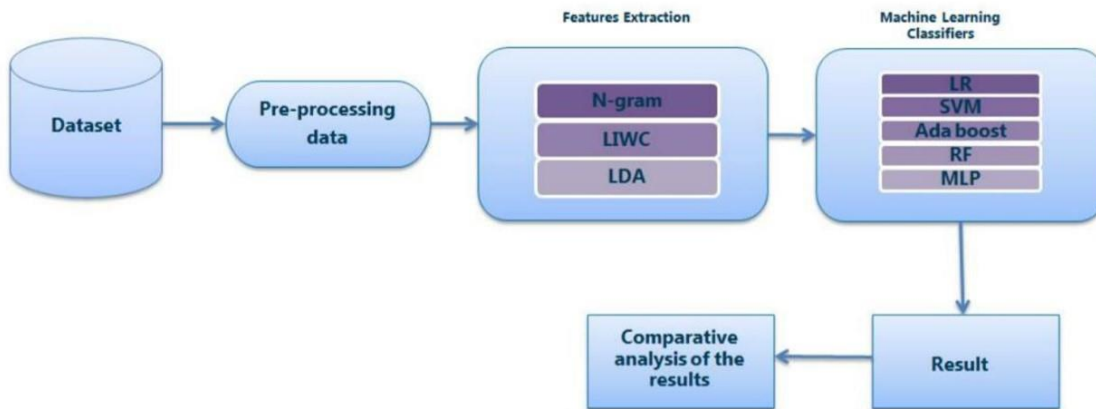 Features Extraction
Machine Learning
Classifiers
Dataset
Pre-processing
data
N-gram
LIWC
LDA
LR
SVM
Ada boost
RF
MLP
Comparative
analysis of the
results
Result